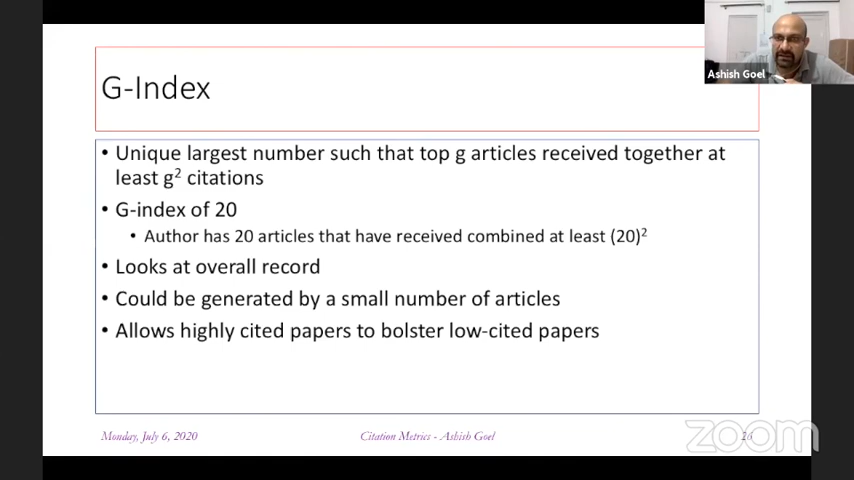 Ashish Goel
G-Index
• Unique largest number such that top g articles received together at
least g² citations
• G-index of 20
• Author has 20 articles that have received combined at least (20)²
• Looks at overall record
• Could be generated by a small number of articles
• Allows highly cited papers to bolster low-cited papers
Monday, July 6, 2020
Citation Metrics - Ashish Goel
zoom